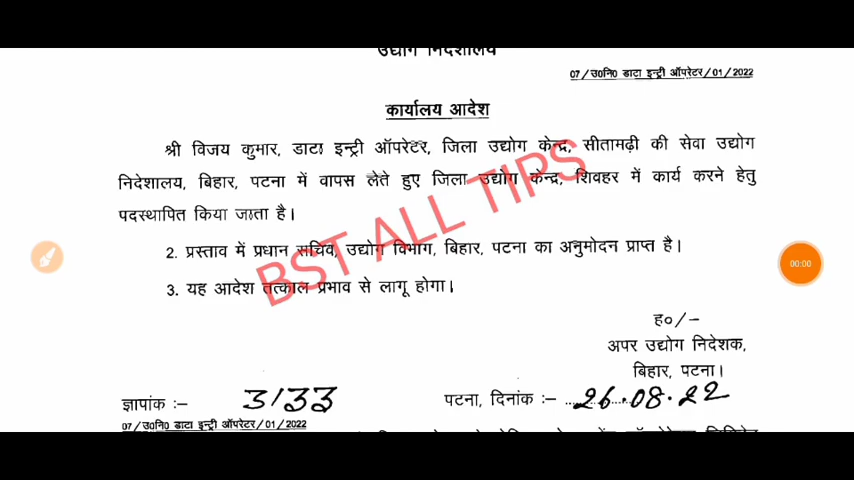 उद्योग निदेशालय
07/उ०नि० डाटा इन्ट्री ऑपरेटर/01/2022
कार्यालय आदेश
श्री विजय कुमार, डाटा इन्ट्री ऑपरेटर, जिला उद्योग केन्द्र, सीतामढ़ी की सेवा उद्योग
निदेशालय, बिहार, पटना में वापस लेते हुए जिला उद्योग केन्द्र, शिवहर में कार्य करने हेतु
पदस्थापित किया जाता है।
BST ALL TIPS
2. प्रस्ताव में प्रधान सचिव, उद्योग विभाग, बिहार, पटना का अनुमोदन प्राप्त है।
00:00
3. यह आदेश तत्काल प्रभाव से लागू होगा।
ह०/–
अपर उद्योग निदेशक,
बिहार, पटना।
ज्ञापांक :– 3133 पटना, दिनांक :– 26.08.22
07/उ०नि० डाटा इन्ट्री ऑपरेटर/01/2022